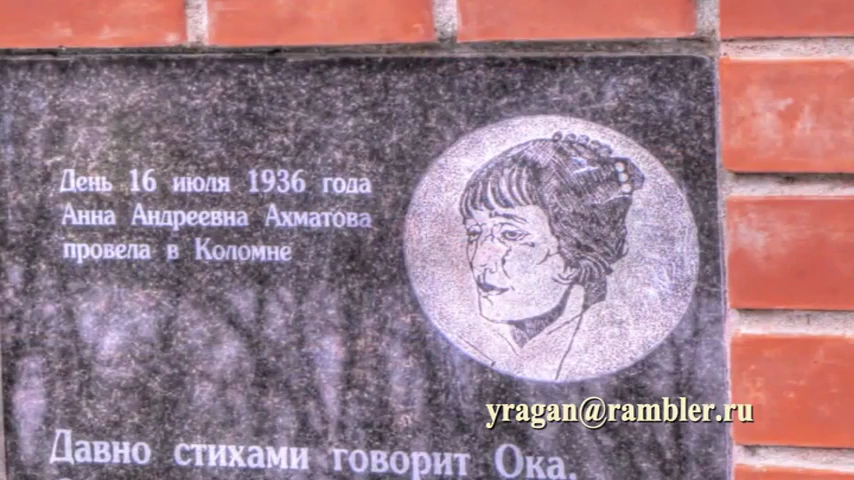 День 16 июля 1936 года
Анна Андреевна Ахматова
провела в Коломне
yragan@rambler.ru
Давно стихами говорит Ока,